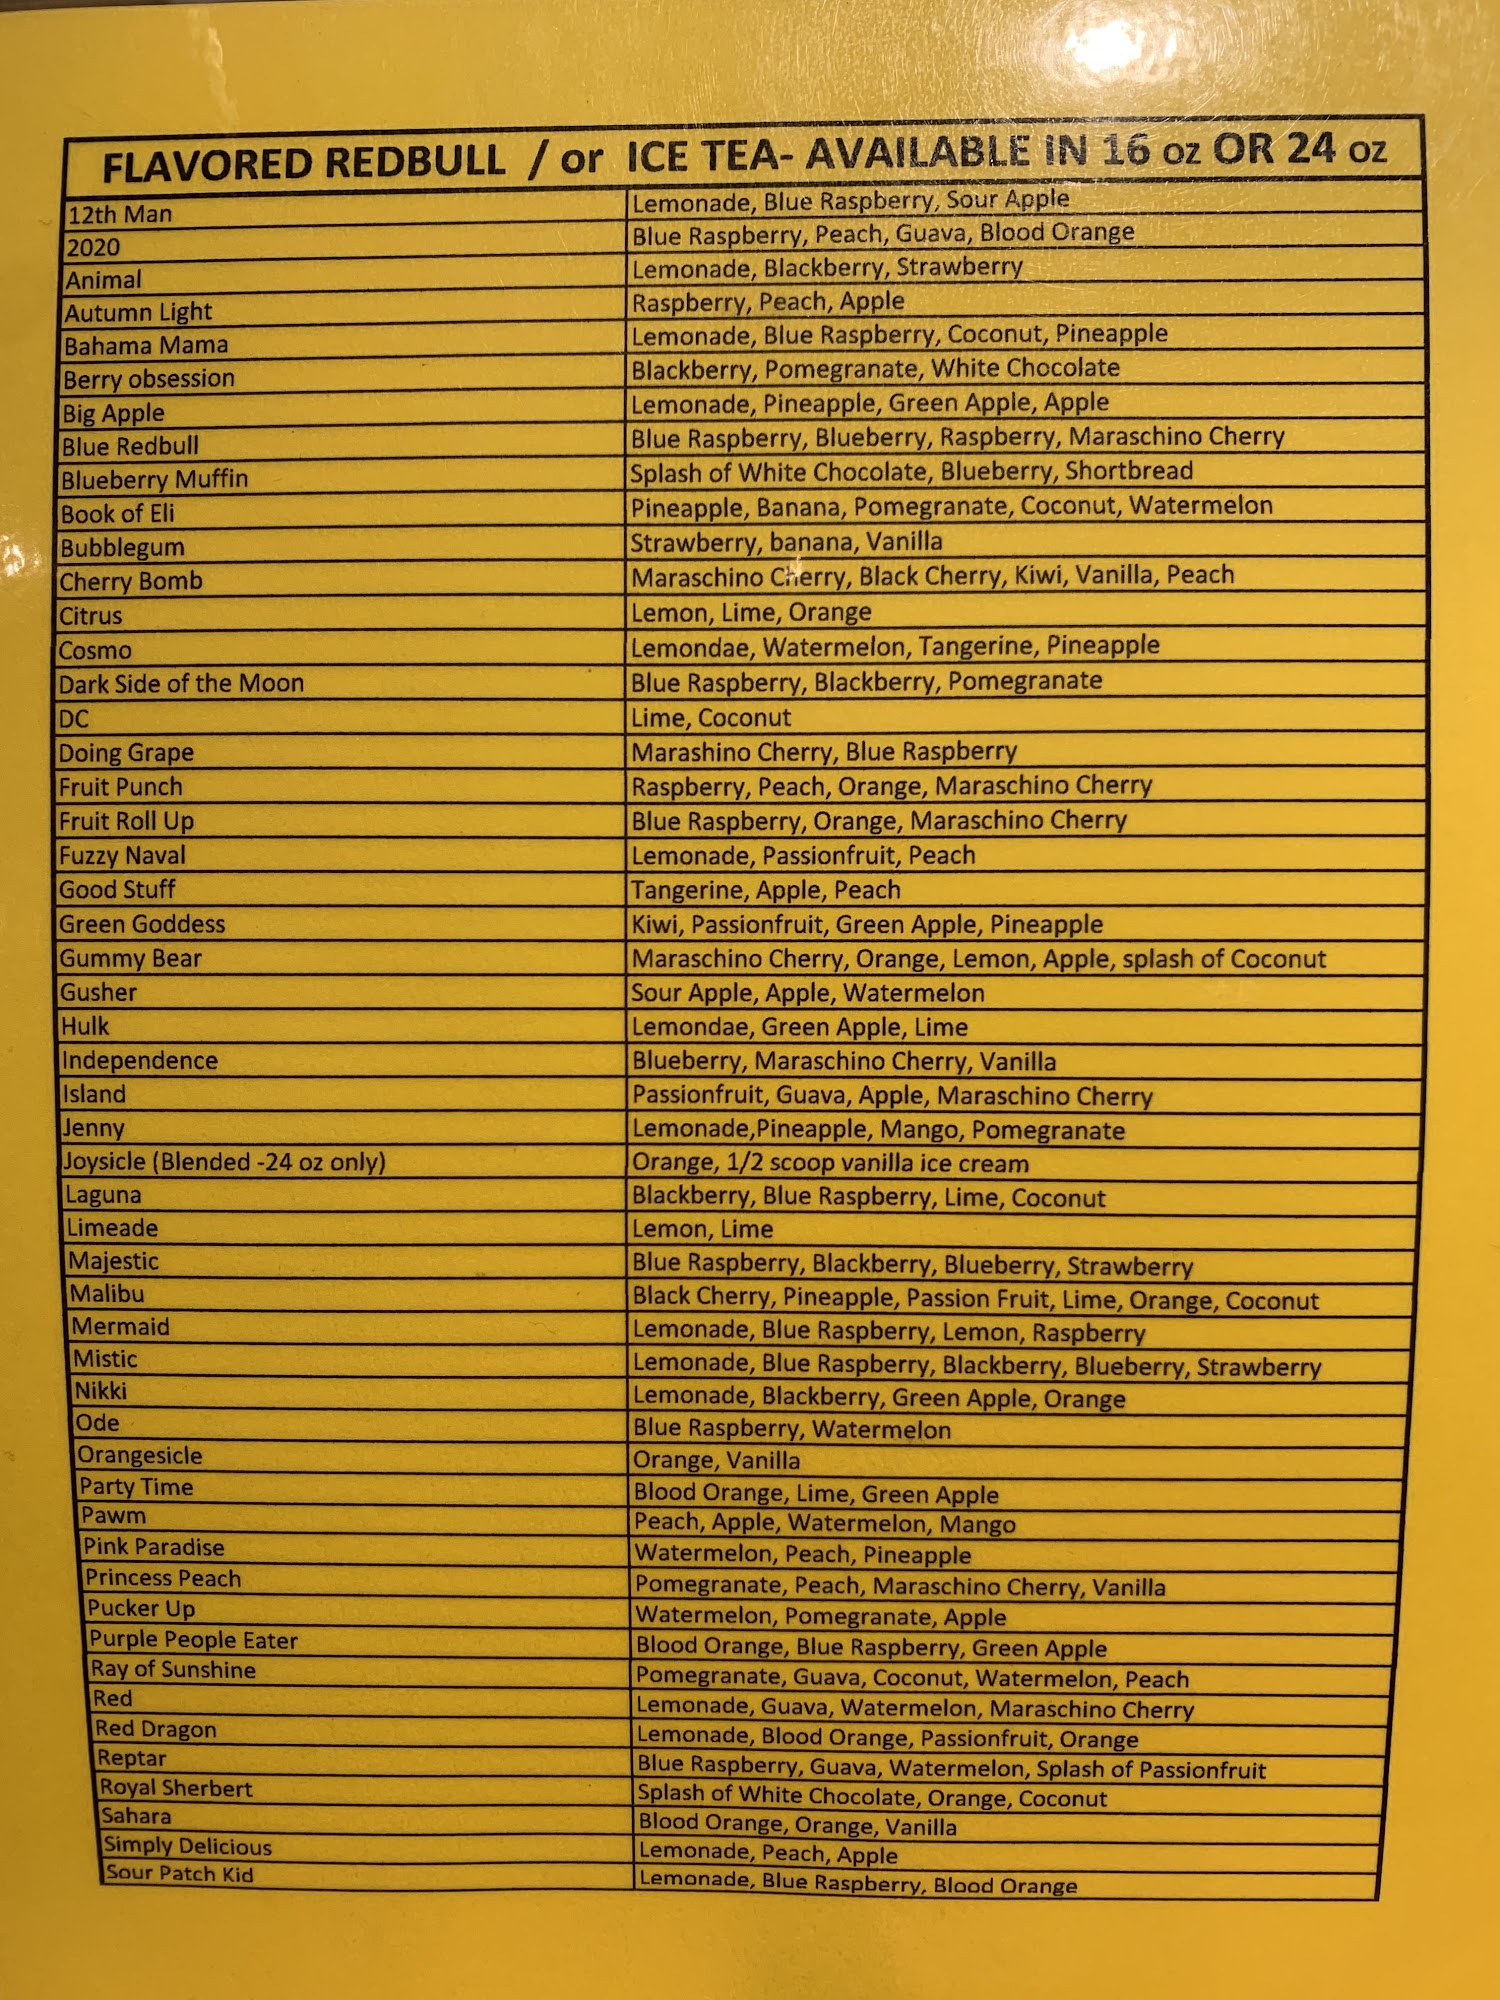 FLAVORED REDBULL / or ICE TEA- AVAILABLE IN 16 oz OR 24 oz
12th Man Lemonade, Blue Raspberry, Sour Apple
2020 Blue Raspberry, Peach, Guava, Blood Orange
Animal Lemonade, Blackberry, Strawberry
Autumn Light Raspberry, Peach, Apple
Bahama Mama Lemonade, Blue Raspberry, Coconut, Pineapple
Berry obsession Blackberry, Pomegranate, White Chocolate
Big Apple Lemonade, Pineapple, Green Apple, Apple
Blue Redbull Blue Raspberry, Blueberry, Raspberry, Maraschino Cherry
Blueberry Muffin Splash of White Chocolate, Blueberry, Shortbread
Book of Eli Pineapple, Banana, Pomegranate, Coconut, Watermelon
Bubblegum Strawberry, banana, Vanilla
Cherry Bomb Maraschino Cherry, Black Cherry, Kiwi, Vanilla, Peach
Citrus Lemon, Lime, Orange
Cosmo Lemondae, Watermelon, Tangerine, Pineapple
Dark Side of the Moon Blue Raspberry, Blackberry, Pomegranate
DC Lime, Coconut
Doing Grape Marashino Cherry, Blue Raspberry
Fruit Punch Raspberry, Peach, Orange, Maraschino Cherry
Fruit Roll Up Blue Raspberry, Orange, Maraschino Cherry
Fuzzy Naval Lemonade, Passionfruit, Peach
Good Stuff Tangerine, Apple, Peach
Green Goddess Kiwi, Passionfruit, Green Apple, Pineapple
Gummy Bear Maraschino Cherry, Orange, Lemon, Apple, splash of Coconut
Gusher Sour Apple, Apple, Watermelon
Hulk Lemondae, Green Apple, Lime
Independence Blueberry, Maraschino Cherry, Vanilla
Island Passionfruit, Guava, Apple, Maraschino Cherry
Jenny Lemonade,Pineapple, Mango, Pomegranate
Joysicle (Blended -24 oz only) Orange, 1/2 scoop vanilla ice cream
Laguna Blackberry, Blue Raspberry, Lime, Coconut
Limeade Lemon, Lime
Majestic Blue Raspberry, Blackberry, Blueberry, Strawberry
Malibu Black Cherry, Pineapple, Passion Fruit, Lime, Orange, Coconut
Mermaid Lemonade, Blue Raspberry, Lemon, Raspberry
Mistic Lemonade, Blue Raspberry, Blackberry, Blueberry, Strawberry
Nikki Lemonade, Blackberry, Green Apple, Orange
Ode Blue Raspberry, Watermelon
Orangesicle Orange, Vanilla
Party Time Blood Orange, Lime, Green Apple
Pawm Peach, Apple, Watermelon, Mango
Pink Paradise Watermelon, Peach, Pineapple
Princess Peach Pomegranate, Peach, Maraschino Cherry, Vanilla
Pucker Up Watermelon, Pomegranate, Apple
Purple People Eater Blood Orange, Blue Raspberry, Green Apple
Ray of Sunshine Pomegranate, Guava, Coconut, Watermelon, Peach
Red Lemonade, Guava, Watermelon, Maraschino Cherry
Red Dragon Lemonade, Blood Orange, Passionfruit, Orange
Reptar Blue Raspberry, Guava, Watermelon, Splash of Passionfruit
Royal Sherbert Splash of White Chocolate, Orange, Coconut
Sahara Blood Orange, Orange, Vanilla
Simply Delicious Lemonade, Peach, Apple
Sour Patch Kid Lemonade, Blue Raspberry, Blood Orange